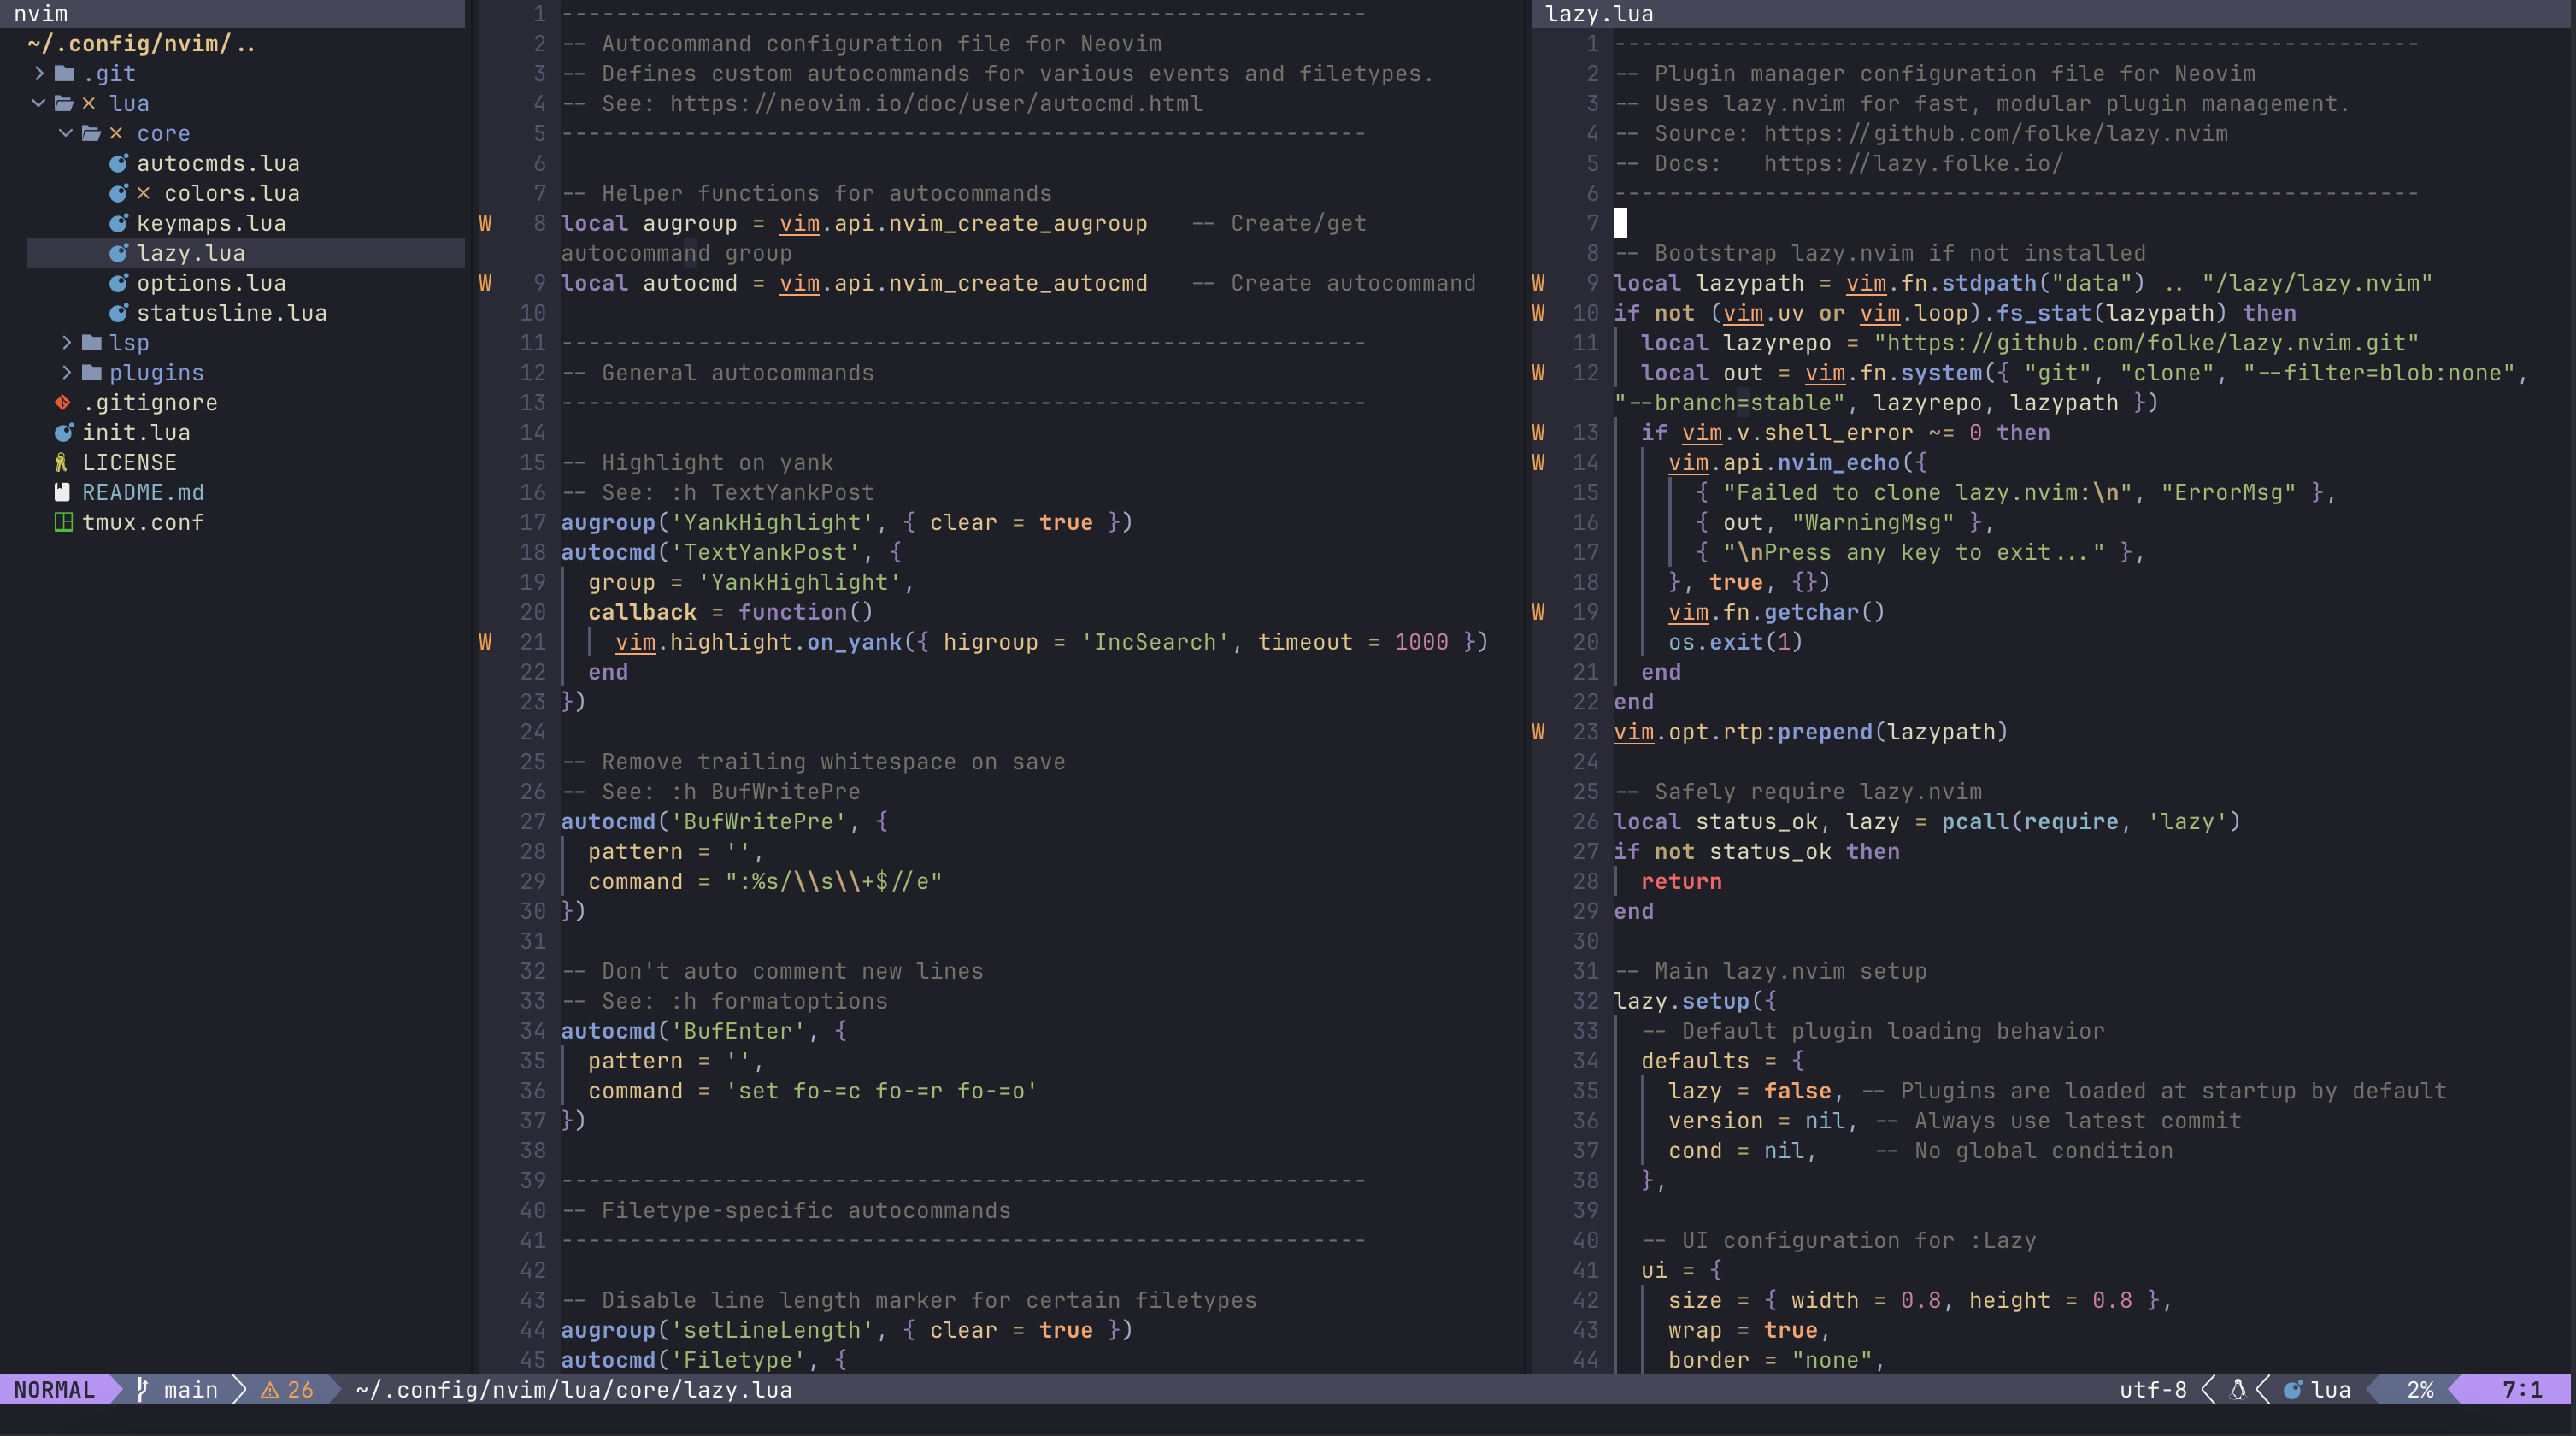 nvim
~/.config/nvim/..
.git
lua
core
autocmds.lua
colors.lua
keymaps.lua
lazy.lua
options.lua
statusline.lua
lsp
plugins
.gitignore
init.lua
LICENSE
README.md
tmux.conf
1 -----------------------------------------------------------
2 -- Autocommand configuration file for Neovim
3 -- Defines custom autocommands for various events and filetypes.
4 -- See: https://neovim.io/doc/user/autocmd.html
5 -----------------------------------------------------------
6
7 -- Helper functions for autocommands
W 8 local augroup = vim.api.nvim_create_augroup   -- Create/get
autocommand group
W 9 local autocmd = vim.api.nvim_create_autocmd   -- Create autocommand
10
11 -----------------------------------------------------------
12 -- General autocommands
13 -----------------------------------------------------------
14
15 -- Highlight on yank
16 -- See: :h TextYankPost
17 augroup('YankHighlight', { clear = true })
18 autocmd('TextYankPost', {
19   group = 'YankHighlight',
20   callback = function()
W 21     vim.highlight.on_yank({ higroup = 'IncSearch', timeout = 1000 })
22   end
23 })
24
25 -- Remove trailing whitespace on save
26 -- See: :h BufWritePre
27 autocmd('BufWritePre', {
28   pattern = '',
29   command = ":%s/\\s\\+$//e"
30 })
31
32 -- Don't auto comment new lines
33 -- See: :h formatoptions
34 autocmd('BufEnter', {
35   pattern = '',
36   command = 'set fo-=c fo-=r fo-=o'
37 })
38
39 -----------------------------------------------------------
40 -- Filetype-specific autocommands
41 -----------------------------------------------------------
42
43 -- Disable line length marker for certain filetypes
44 augroup('setLineLength', { clear = true })
45 autocmd('Filetype', {
lazy.lua
1 -----------------------------------------------------------
2 -- Plugin manager configuration file for Neovim
3 -- Uses lazy.nvim for fast, modular plugin management.
4 -- Source: https://github.com/folke/lazy.nvim
5 -- Docs:   https://lazy.folke.io/
6 -----------------------------------------------------------
7
8 -- Bootstrap lazy.nvim if not installed
W 9 local lazypath = vim.fn.stdpath("data") .. "/lazy/lazy.nvim"
W 10 if not (vim.uv or vim.loop).fs_stat(lazypath) then
11   local lazyrepo = "https://github.com/folke/lazy.nvim.git"
W 12   local out = vim.fn.system({ "git", "clone", "--filter=blob:none",
"--branch=stable", lazyrepo, lazypath })
W 13   if vim.v.shell_error ~= 0 then
W 14     vim.api.nvim_echo({
15       { "Failed to clone lazy.nvim:\n", "ErrorMsg" },
16       { out, "WarningMsg" },
17       { "\nPress any key to exit..." },
18     }, true, {})
W 19     vim.fn.getchar()
20     os.exit(1)
21   end
22 end
W 23 vim.opt.rtp:prepend(lazypath)
24
25 -- Safely require lazy.nvim
26 local status_ok, lazy = pcall(require, 'lazy')
27 if not status_ok then
28   return
29 end
30
31 -- Main lazy.nvim setup
32 lazy.setup({
33   -- Default plugin loading behavior
34   defaults = {
35     lazy = false, -- Plugins are loaded at startup by default
36     version = nil, -- Always use latest commit
37     cond = nil,    -- No global condition
38   },
39
40   -- UI configuration for :Lazy
41   ui = {
42     size = { width = 0.8, height = 0.8 },
43     wrap = true,
44     border = "none",
NORMAL main 26 ~/.config/nvim/lua/core/lazy.lua utf-8 lua 2% 7:1